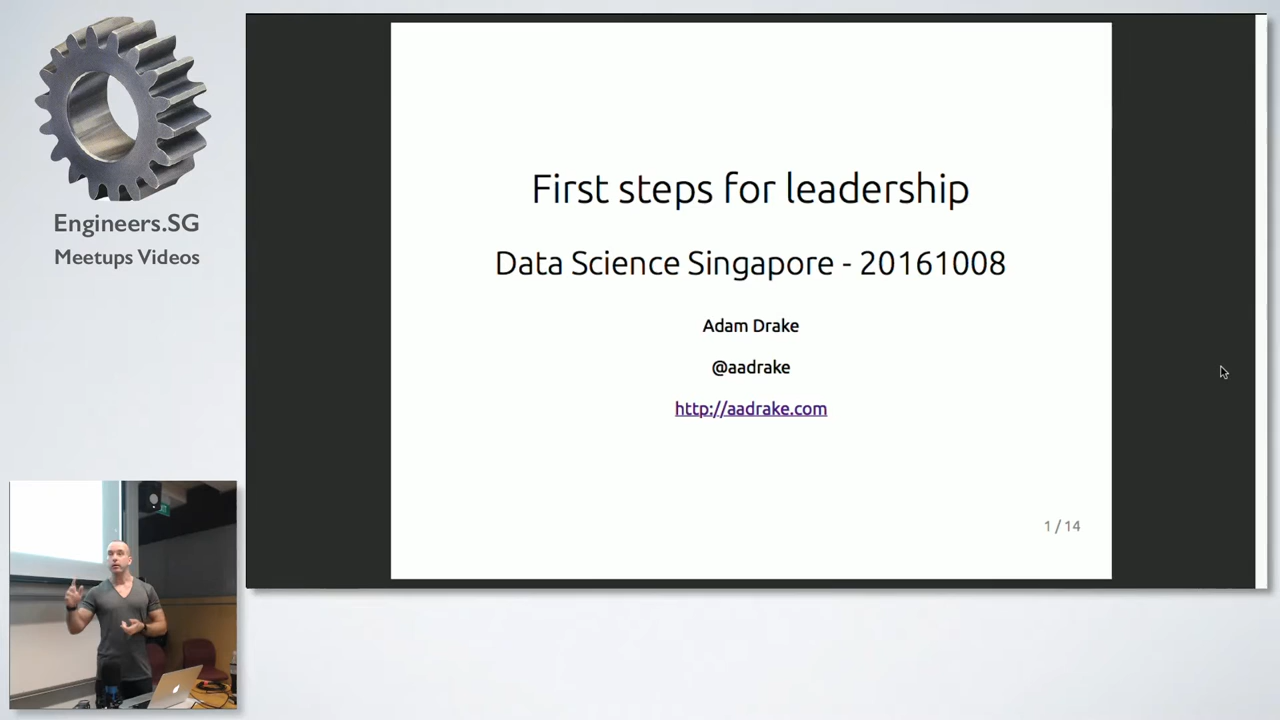 Engineers.SG
Meetups Videos
First steps for leadership
Data Science Singapore - 20161008
Adam Drake
@aadrake
http://aadrake.com
1 / 14